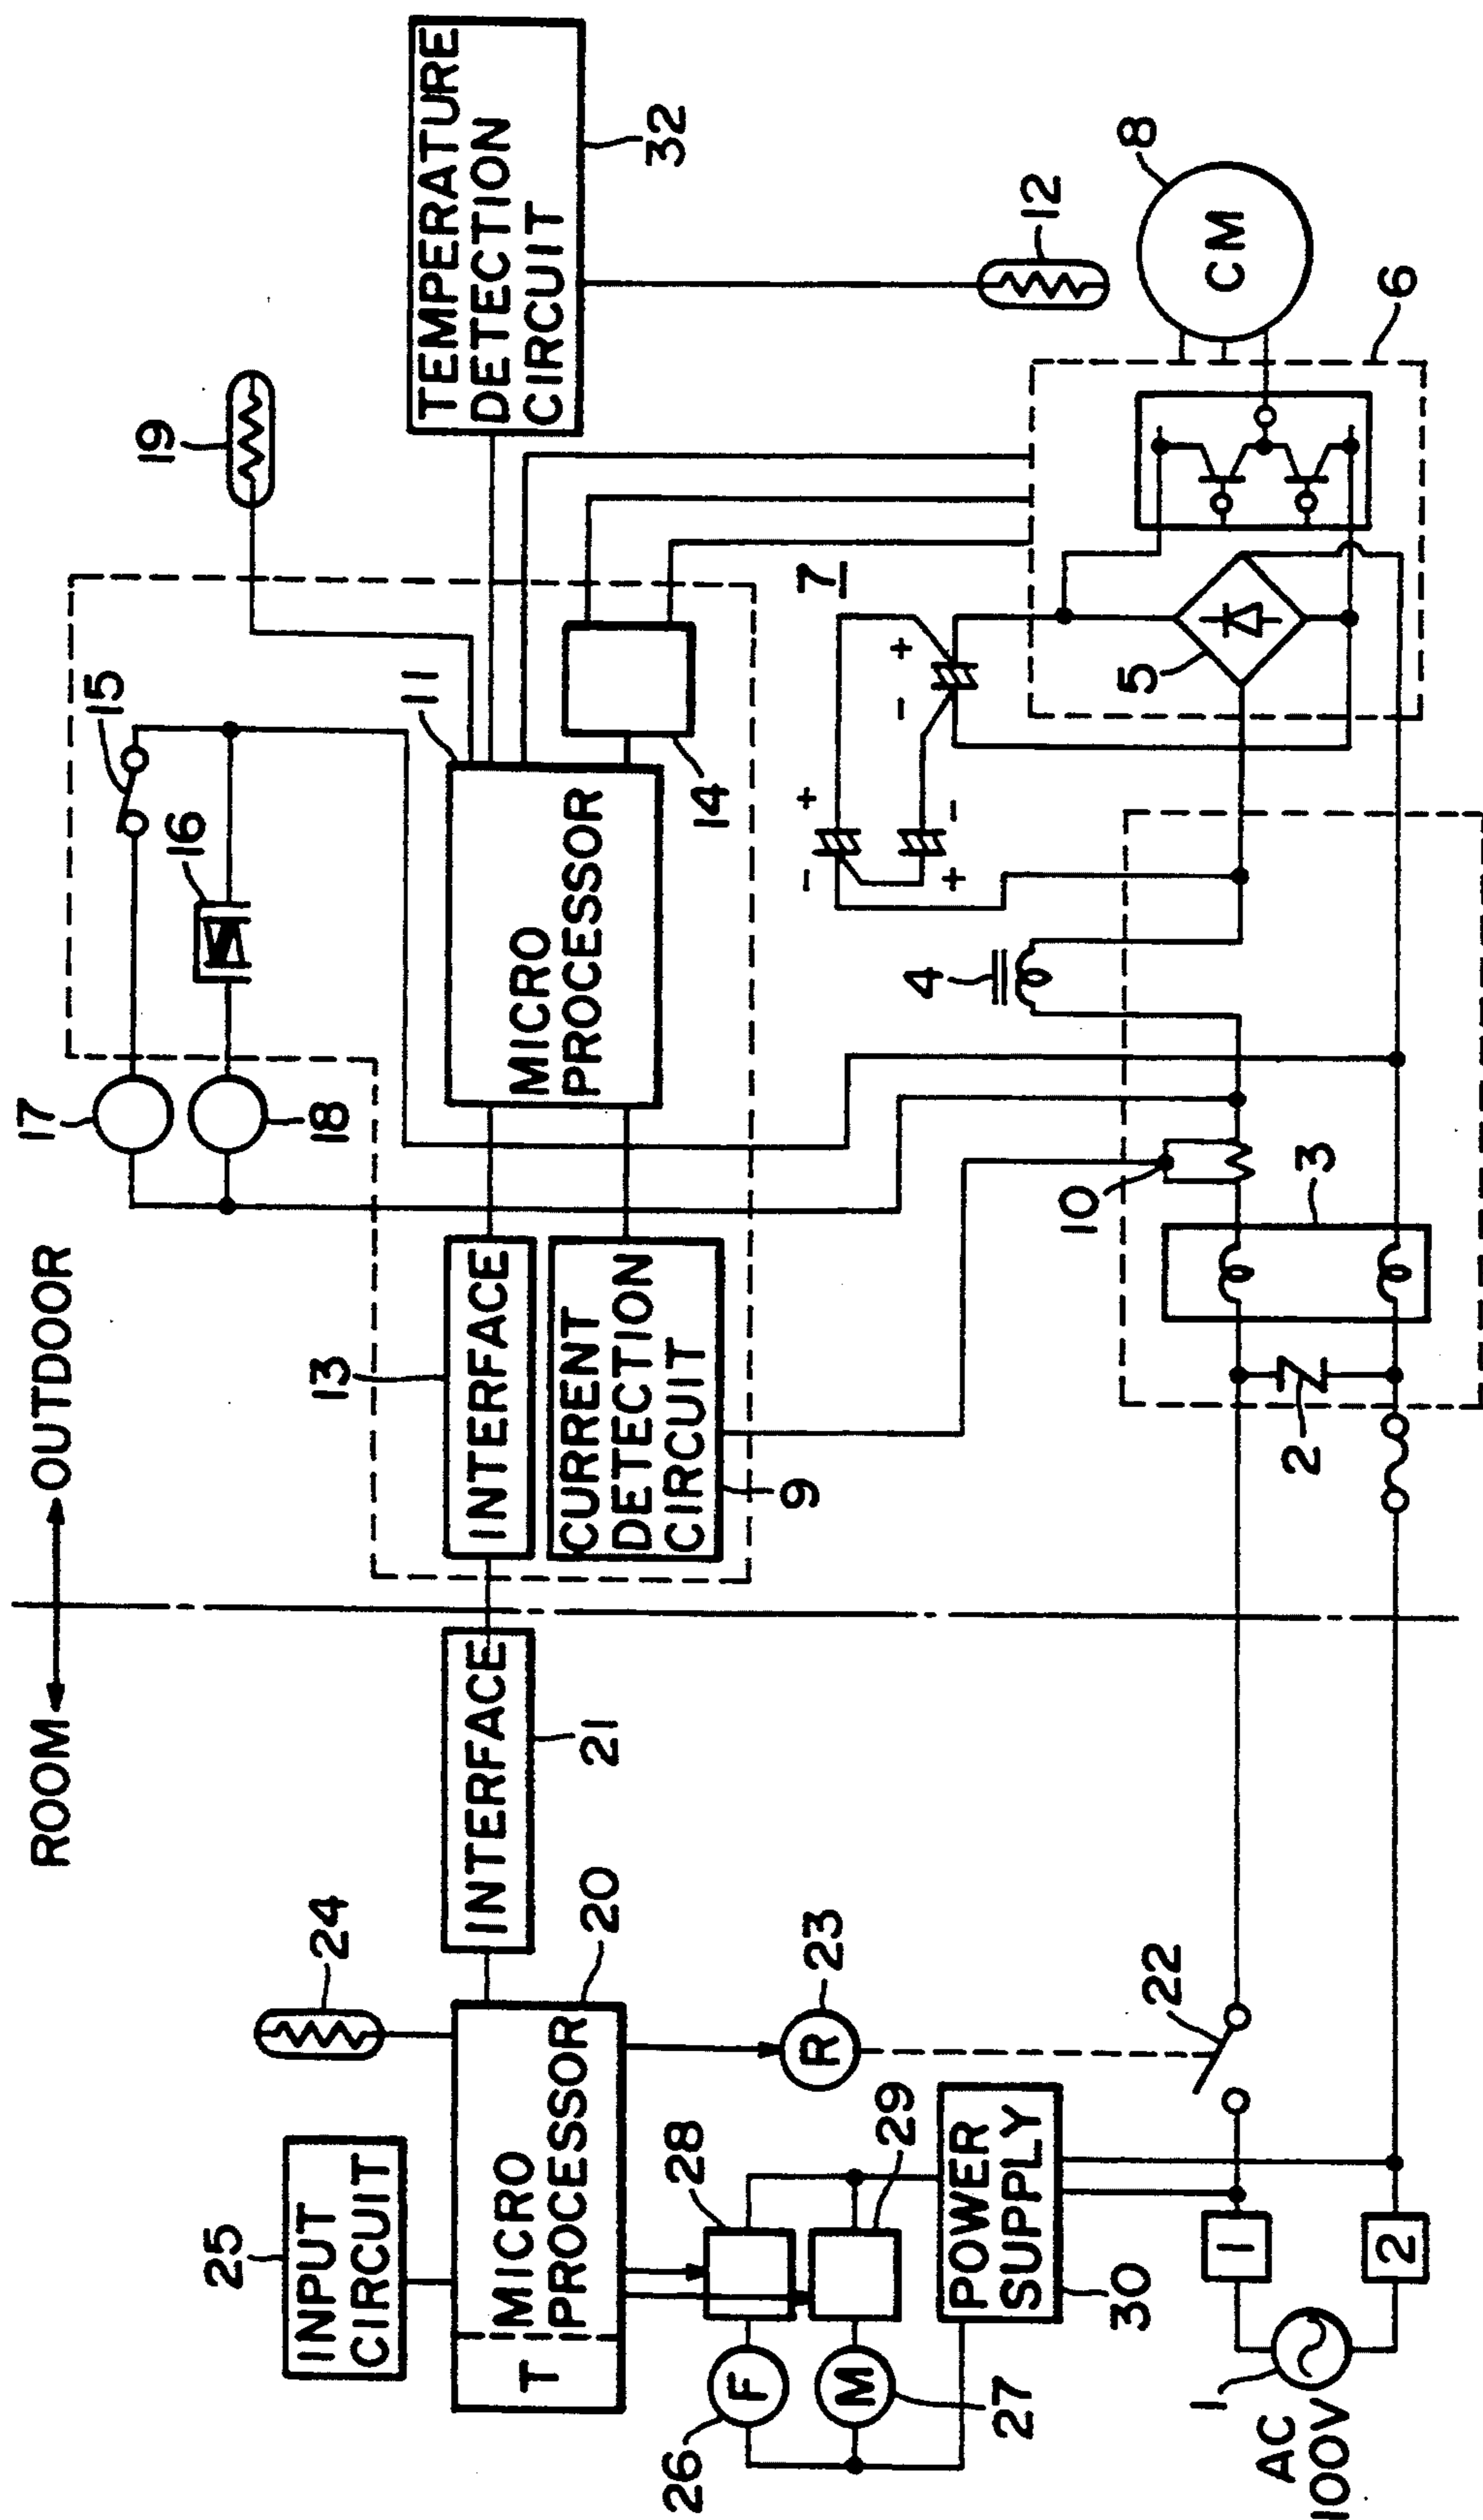 ROOM
OUTDOOR
INPUT
CIRCUIT
25
24
T
MICRO
PROCESSOR
20
INTERFACE
21
26
F
M
27
28
29
POWER
SUPPLY
30
R
23
22
1
AC
100V
1
2
13
INTERFACE
CURRENT
DETECTION
CIRCUIT
9
MICRO
PROCESSOR
11
14
17
18
15
16
19
TEMPERATURE
DETECTION
CIRCUIT
32
12
2
3
10
4
7
-
+
+
-
-
+
5
6
CM
8